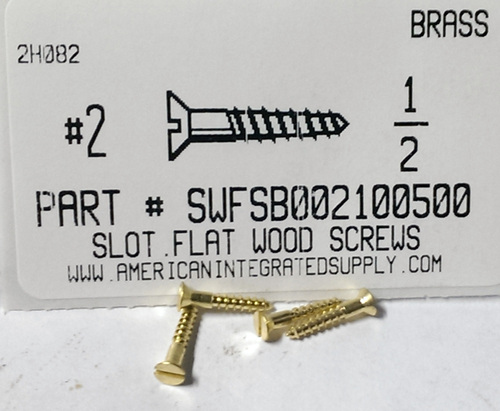 BRASS
2H082
#2
1
2
PART # SWFSB002100500
SLOT.FLAT WOOD SCREWS
WWW.AMERICANINTEGRATEDSUPPLY.COM